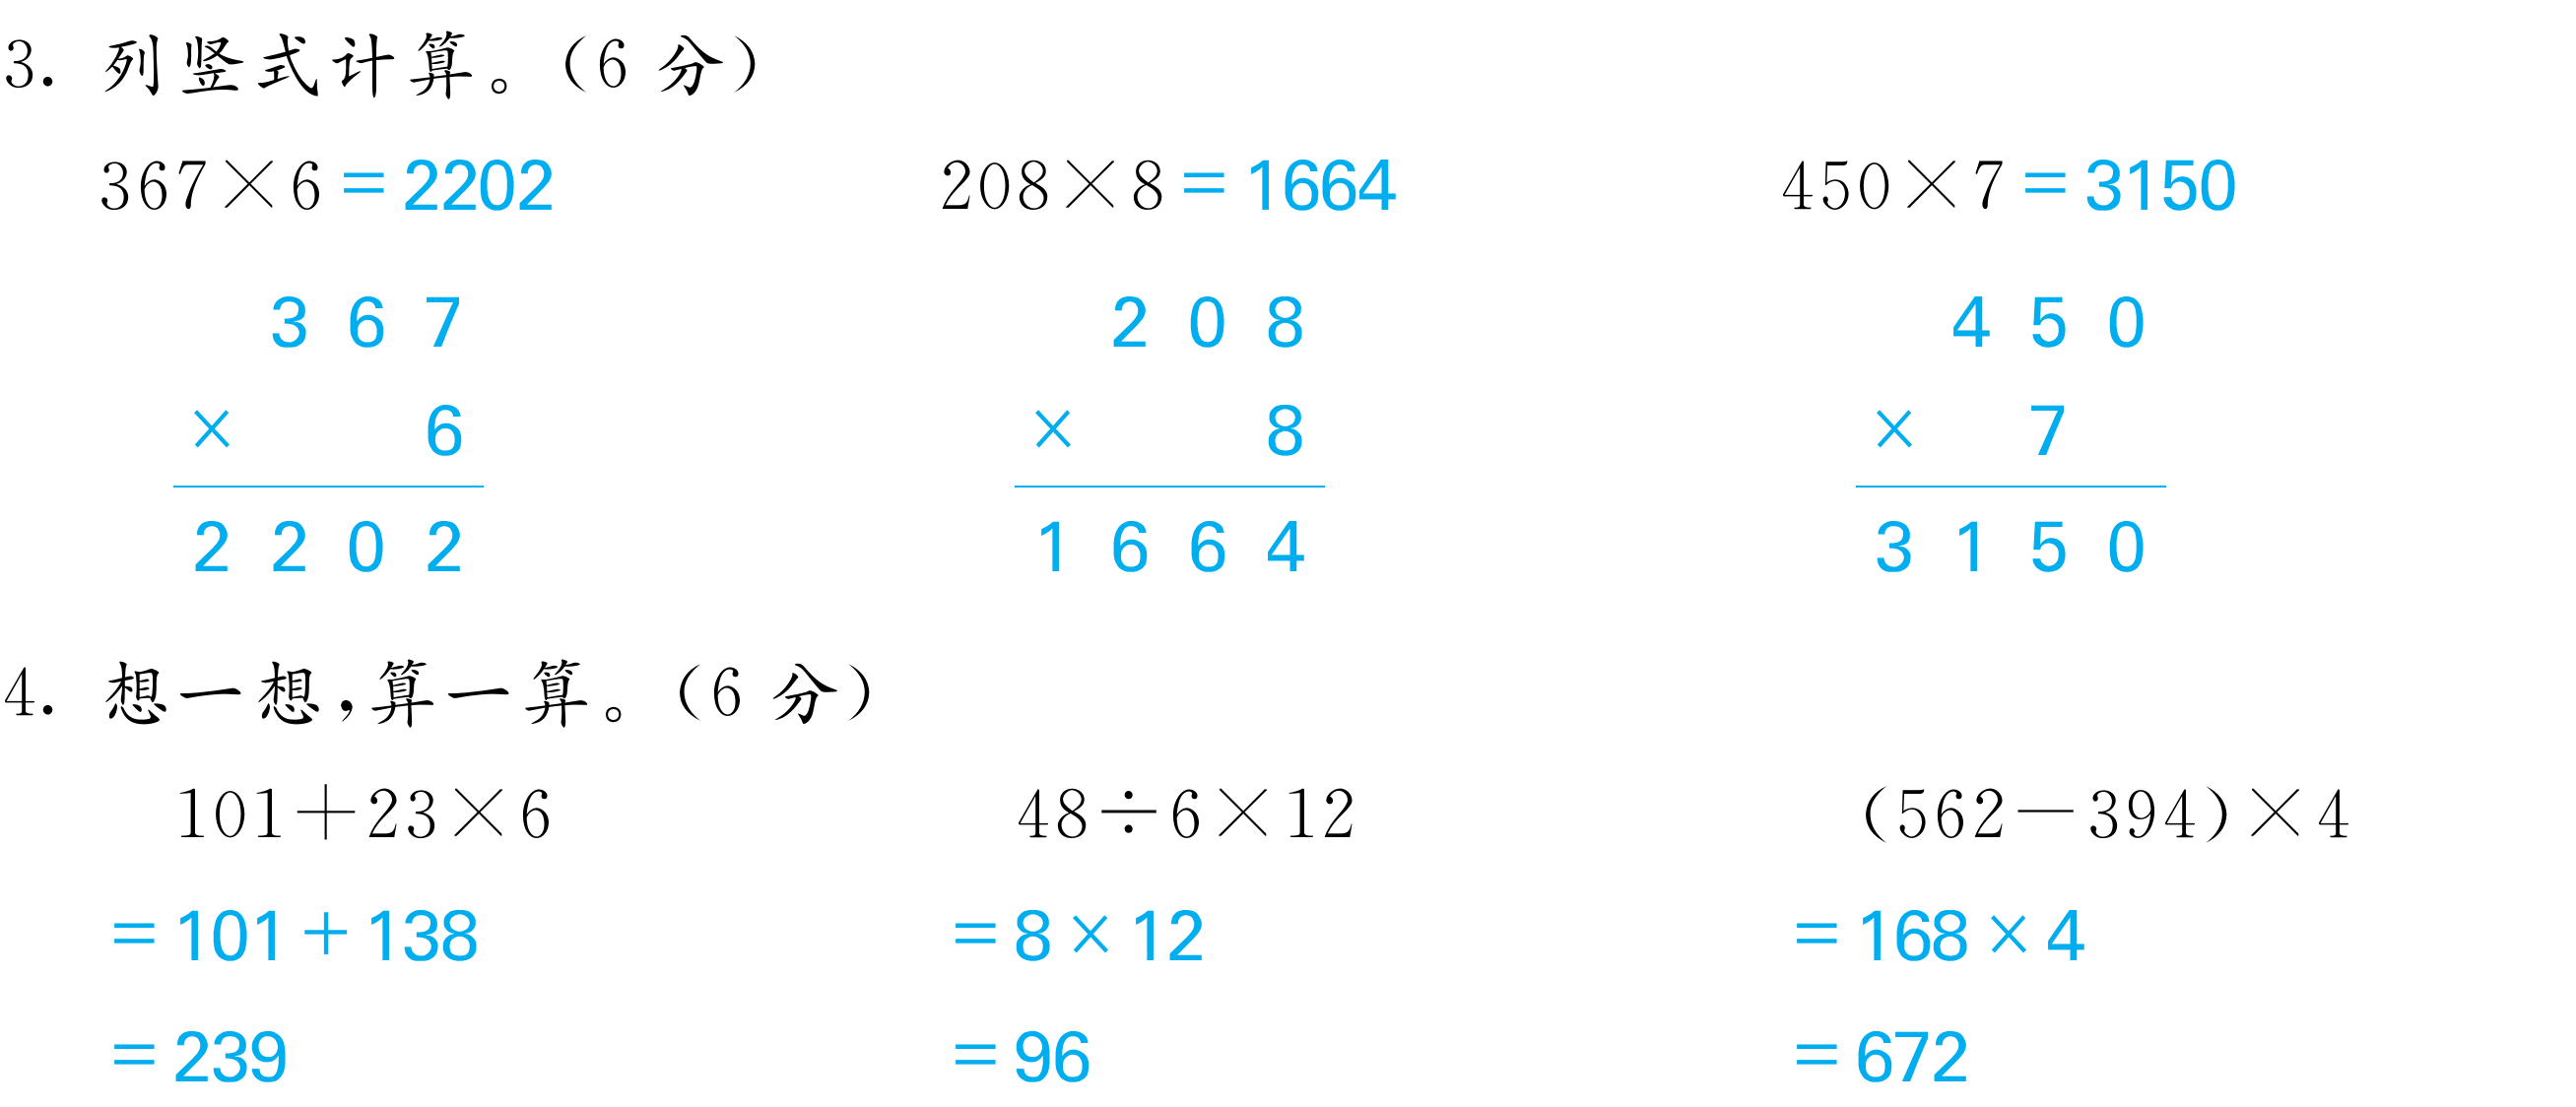 3. 列竖式计算。(6 分)
367×6=2202 208×8=1664 450×7=3150
3 6 7 2 0 8 4 5 0
× 6 × 8 × 7
2 2 0 2 1 6 6 4 3 1 5 0
4. 想一想,算一算。(6 分)
101+23×6 48÷6×12 (562-394)×4
=101+138 =8×12 =168×4
=239 =96 =672